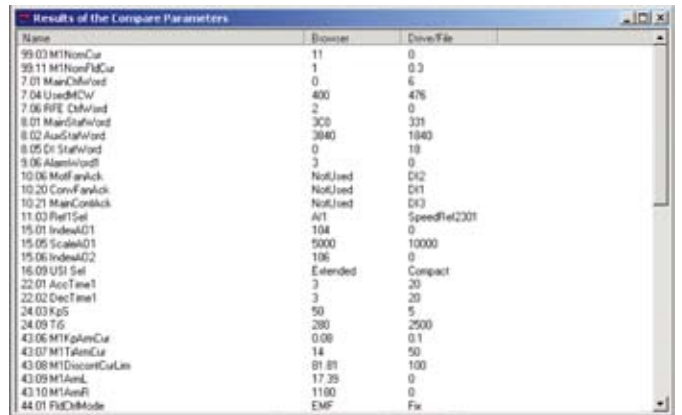 Results of the Compare Parameters
Name Browser Drive/File
99.03 M1NomCur 11 0
99.11 M1NomFldCur 1 0.3
7.01 MainCtrlWord 0 6
7.04 UsedMCW 400 476
7.06 RFE CtrlWord 2 0
8.01 MainStatWord 3C0 331
8.02 AuxStatWord 3840 1840
8.05 DI StatWord 0 18
9.06 AlarmWord1 3 0
10.06 MotFanAck NotUsed DI2
10.20 ConvFanAck NotUsed DI1
10.21 MainContAck NotUsed DI3
11.03 Ref1Sel AI1 SpeedRef2301
15.01 IndexAO1 104 0
15.05 ScaleAO1 5000 10000
15.06 IndexAO2 106 0
16.09 USI Sel Extended Compact
22.01 AccTime1 3 20
22.02 DecTime1 3 20
24.03 KpS 50 5
24.09 TiS 280 2500
43.06 M1KpArmCur 0.08 0.1
43.07 M1TiArmCur 14 50
43.08 M1DiscontCurLim 81.81 100
43.09 M1ArmL 17.39 0
43.10 M1ArmR 1180 0
44.01 FldCtrlMode EMF Fix